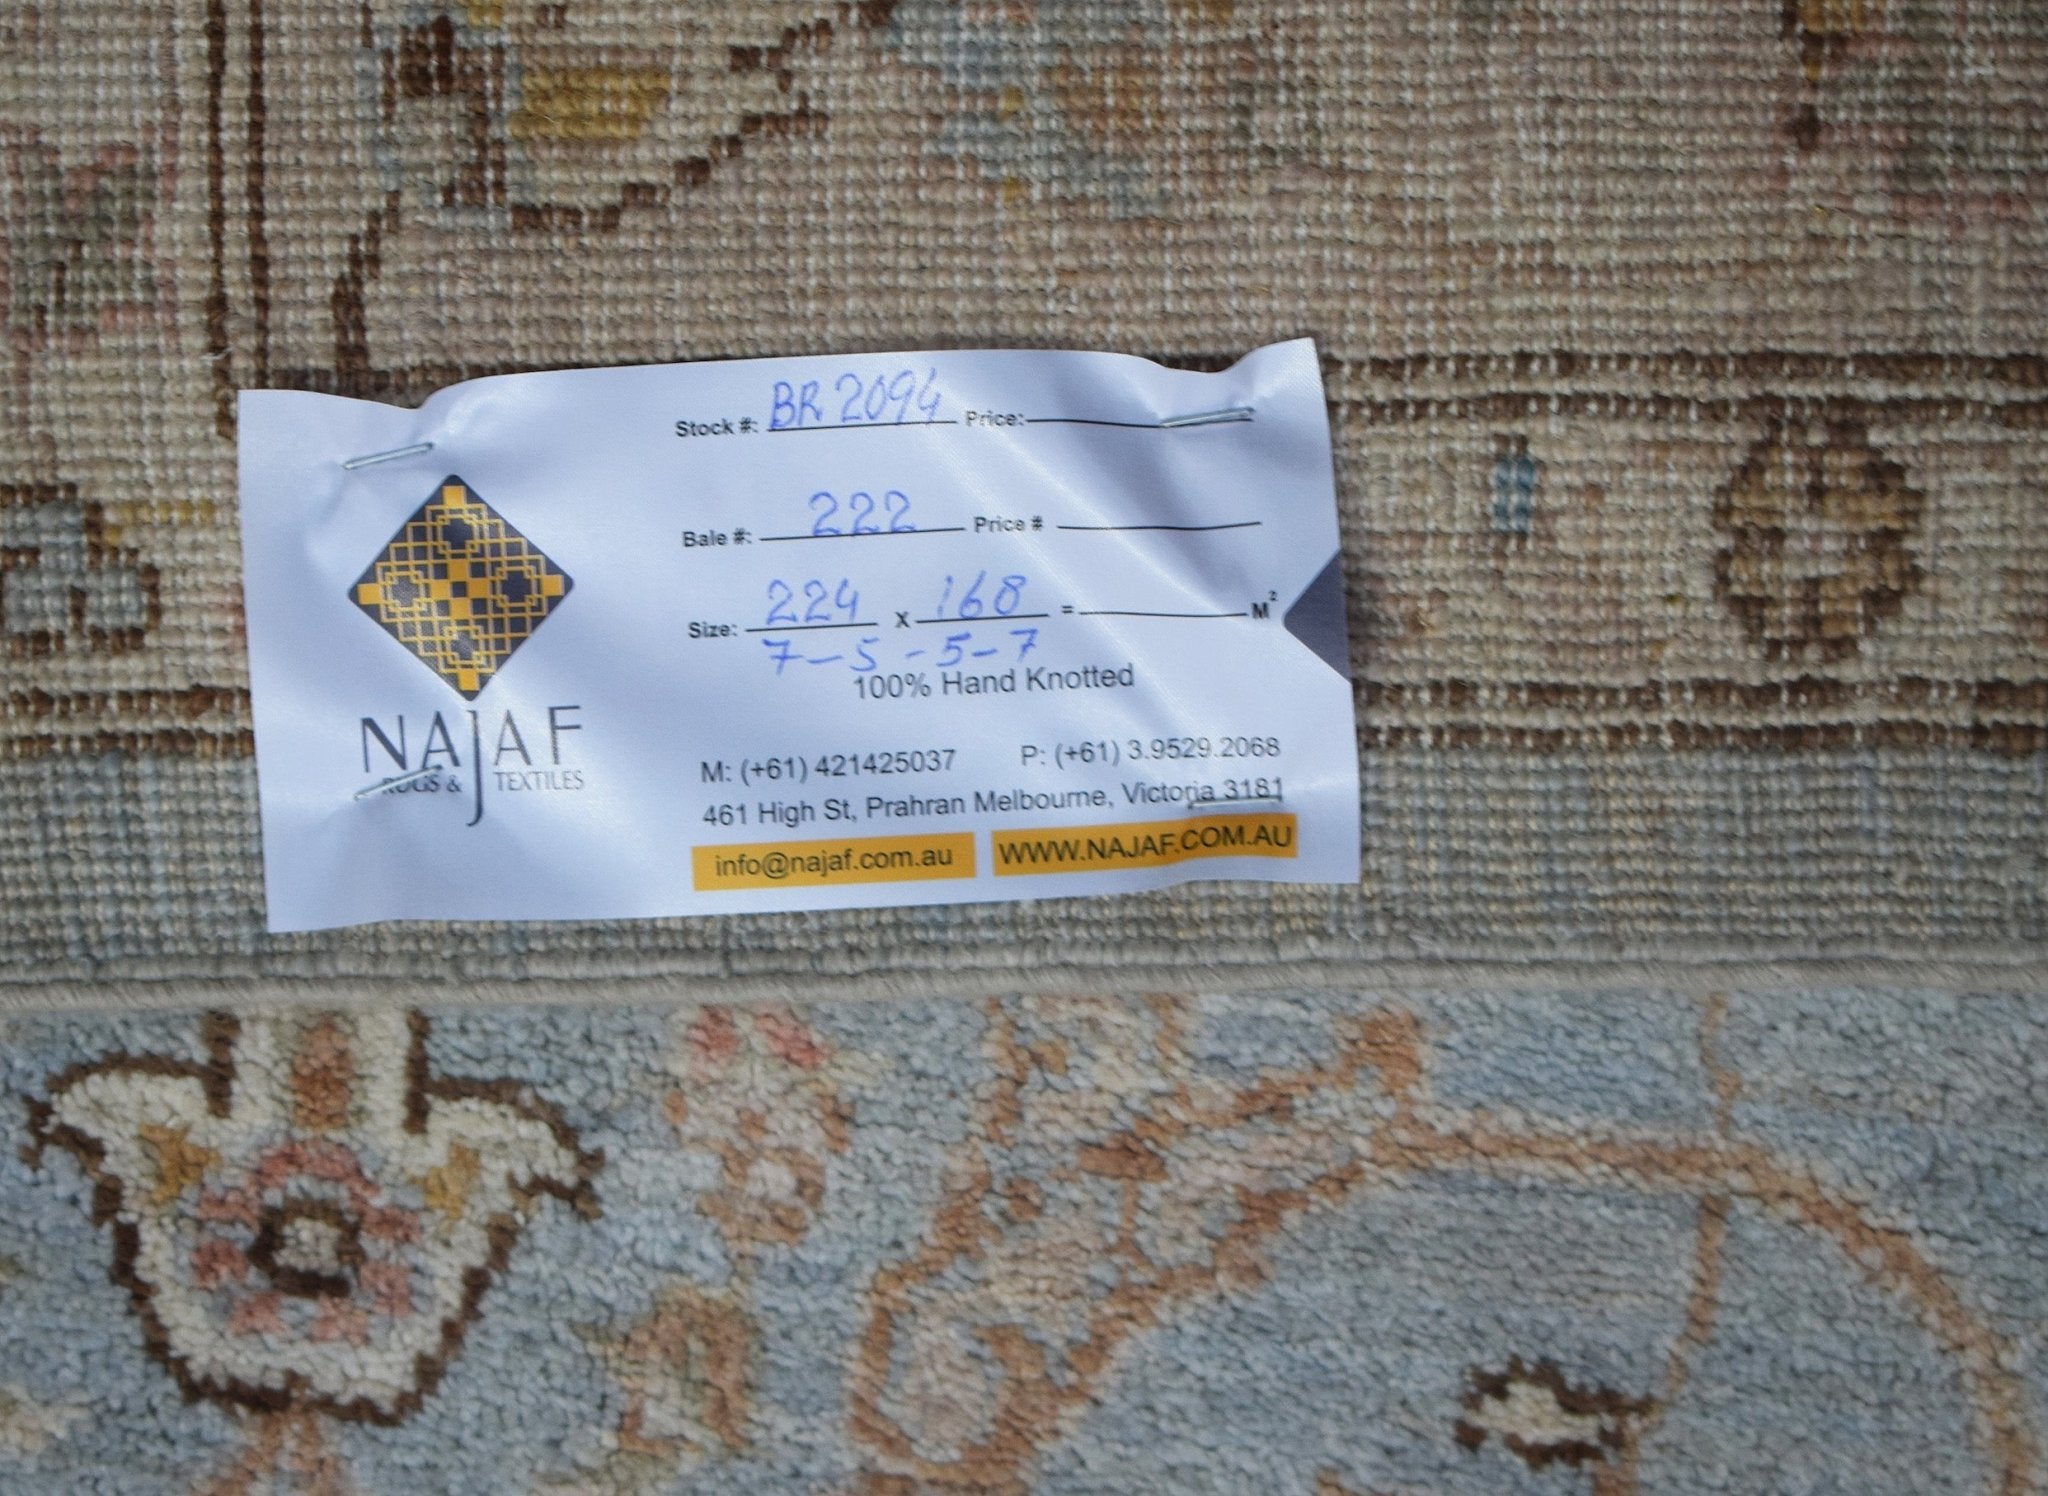 Stock #: BR 2094 Price:
Bale #: 222 Price #
Size: 224 x 168 = M²
7-5 - 5-7
100% Hand Knotted
NAJAF
RUGS & TEXTILES
M: (+61) 421425037 P: (+61) 3.9529.2068
461 High St, Prahran Melbourne, Victoria 3181
info@najaf.com.au WWW.NAJAF.COM.AU